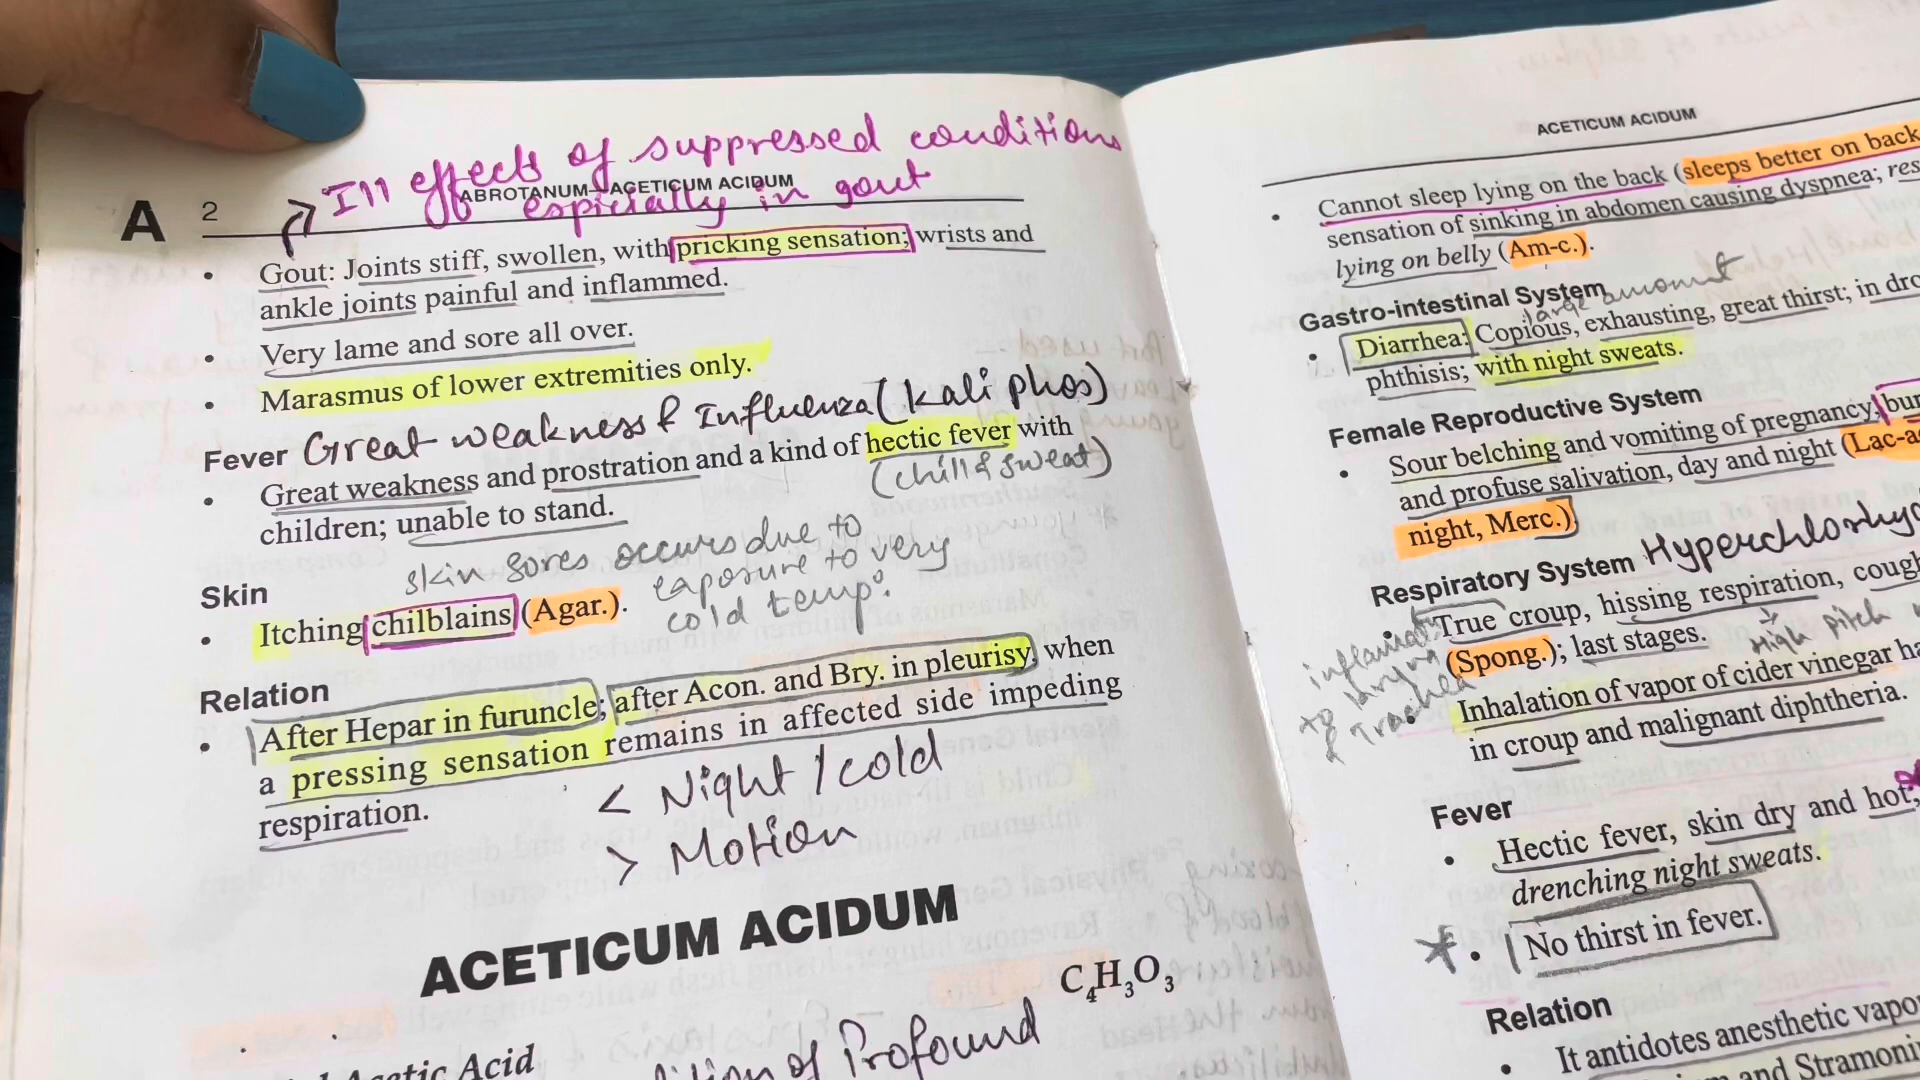 Ill effects of suppressed conditions
espicially in gout
A 2 ABROTANUM—ACETICUM ACIDUM
• Gout: Joints stiff, swollen, with pricking sensation; wrists and
ankle joints painful and inflammed.
• Very lame and sore all over.
• Marasmus of lower extremities only.
Great weakness & Influenza (Kali phos)
Fever
• Great weakness and prostration and a kind of hectic fever with
(chill & sweat)
children; unable to stand.
skin sores occurs due to
exposure to very
cold temp.
Skin
• Itching chilblains (Agar.).
Relation
• After Hepar in furuncle; after Acon. and Bry. in pleurisy, when
a pressing sensation remains in affected side impeding
respiration.
< Night / cold
> Motion
ACETICUM ACIDUM
C4H3O3
Acetic Acid
of Profound
ACETICUM ACIDUM
• Cannot sleep lying on the back (sleeps better on back
sensation of sinking in abdomen causing dyspnea; res
lying on belly (Am-c.).
Gastro-intestinal System
large amount
• Diarrhea: Copious, exhausting, great thirst; in dro
phthisis; with night sweats.
Female Reproductive System
• Sour belching and vomiting of pregnancy, bur
and profuse salivation, day and night (Lac-a
night, Merc.).
Respiratory System Hyperchlorhy
• True croup, hissing respiration, cough
High pitch
(Spong.); last stages.
to larynx
& Trachea
• Inhalation of vapor of cider vinegar ha
in croup and malignant diphtheria.
Fever
• Hectic fever, skin dry and hot;
drenching night sweats.
• No thirst in fever.
Relation
• It antidotes anesthetic vapo
and Stramoni